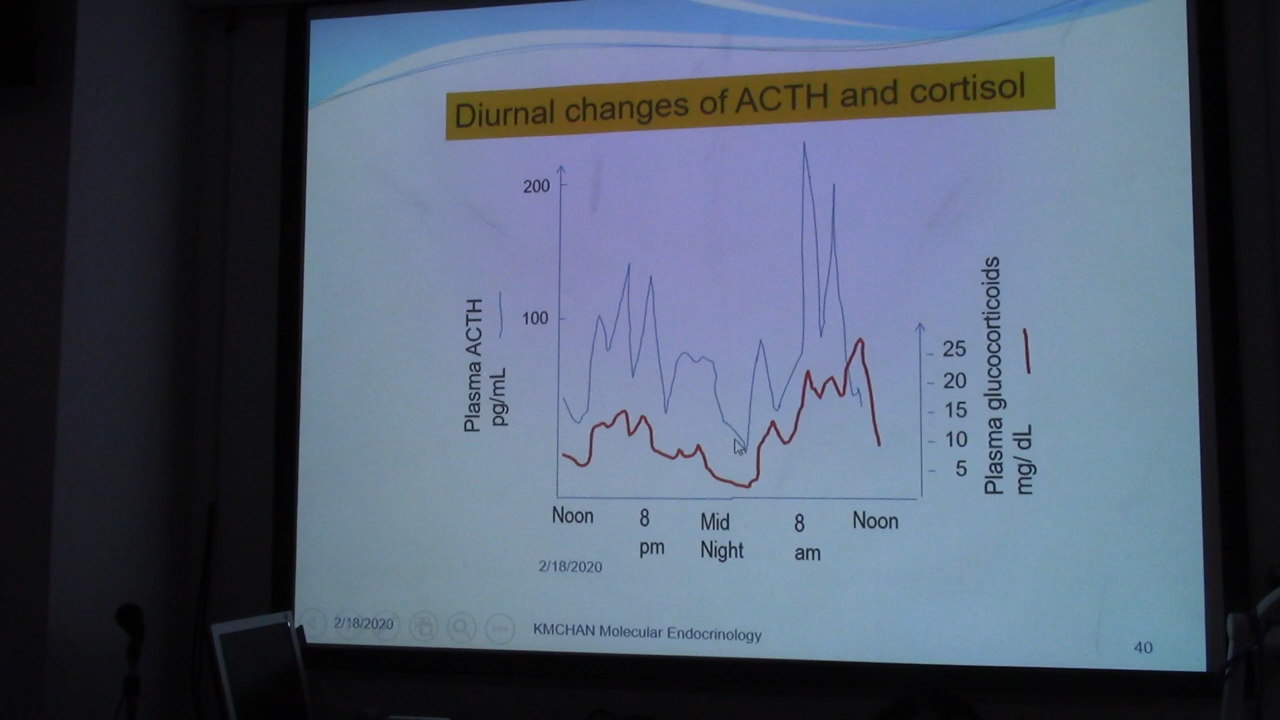 Diurnal changes of ACTH and cortisol
200
100
Plasma ACTH
pg/mL
25
20
15
10
5
Plasma glucocorticoids
mg/ dL
Noon
8
pm
Mid
Night
8
am
Noon
2/18/2020
2/18/2020
KMCHAN Molecular Endocrinology
40